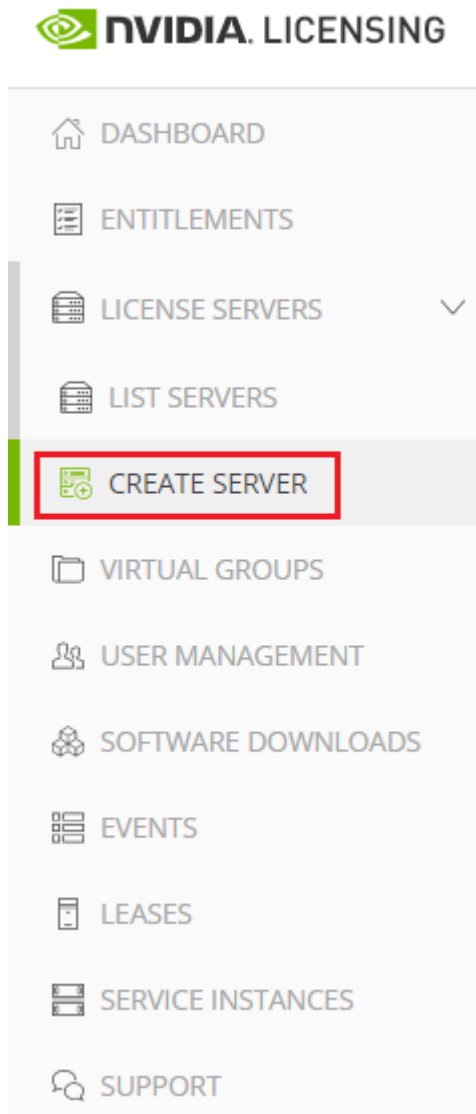 NVIDIA. LICENSING
DASHBOARD
ENTITLEMENTS
LICENSE SERVERS
LIST SERVERS
CREATE SERVER
VIRTUAL GROUPS
USER MANAGEMENT
SOFTWARE DOWNLOADS
EVENTS
LEASES
SERVICE INSTANCES
SUPPORT